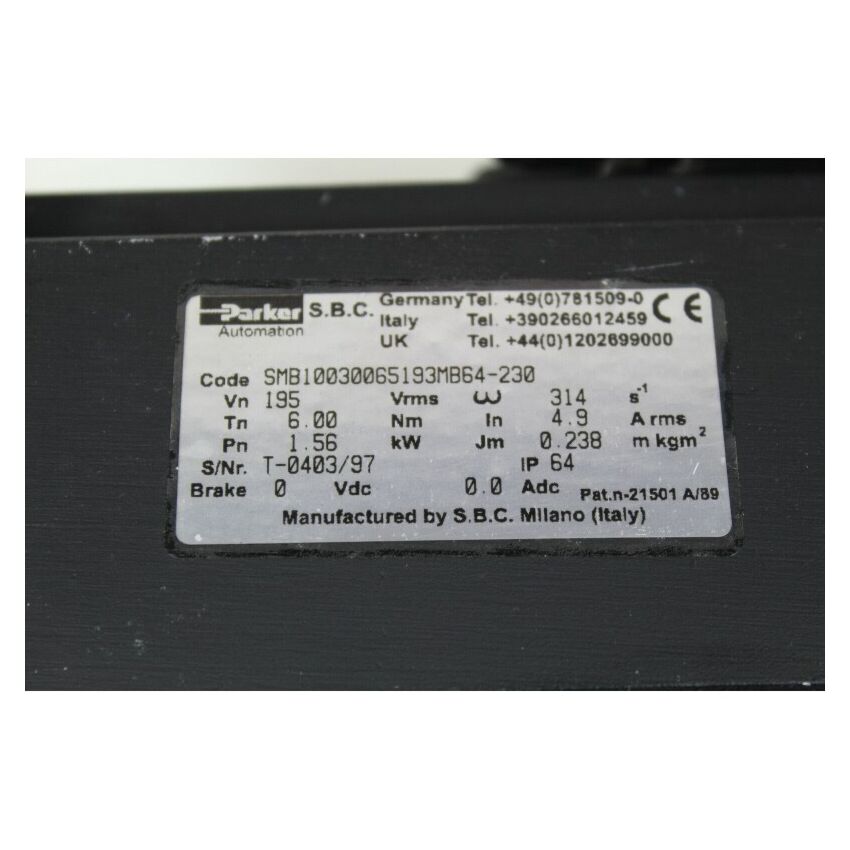 Parker S.B.C. Germany Tel. +49(0)781509-0 CE
Automation Italy Tel. +390266012459
UK Tel. +44(0)1202699000
Code SMB10030065193MB64-230
Vn 195 Vrms ω 314 s⁻¹
Tn 6.00 Nm In 4.9 A rms
Pn 1.56 kW Jm 0.238 m kgm²
S/Nr. T-0403/97 IP 64
Brake 0 Vdc 0.0 Adc Pat.n-21501 A/89
Manufactured by S.B.C. Milano (Italy)